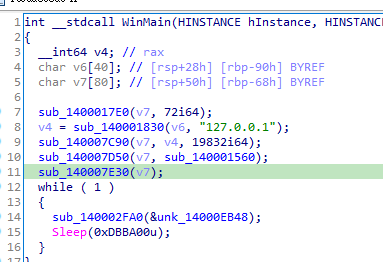 1 int __stdcall WinMain(HINSTANCE hInstance, HINSTANC
2 {
3 __int64 v4; // rax
4 char v6[40]; // [rsp+28h] [rbp-90h] BYREF
5 char v7[80]; // [rsp+50h] [rbp-68h] BYREF
6
7 sub_1400017E0(v7, 72i64);
8 v4 = sub_140001830(v6, "127.0.0.1");
9 sub_140007C90(v7, v4, 19832i64);
10 sub_140007D50(v7, sub_140001560);
11 sub_140007E30(v7);
12 while ( 1 )
13 {
14 sub_140002FA0(&unk_14000EB48);
15 Sleep(0xDBBA00u);
16 }